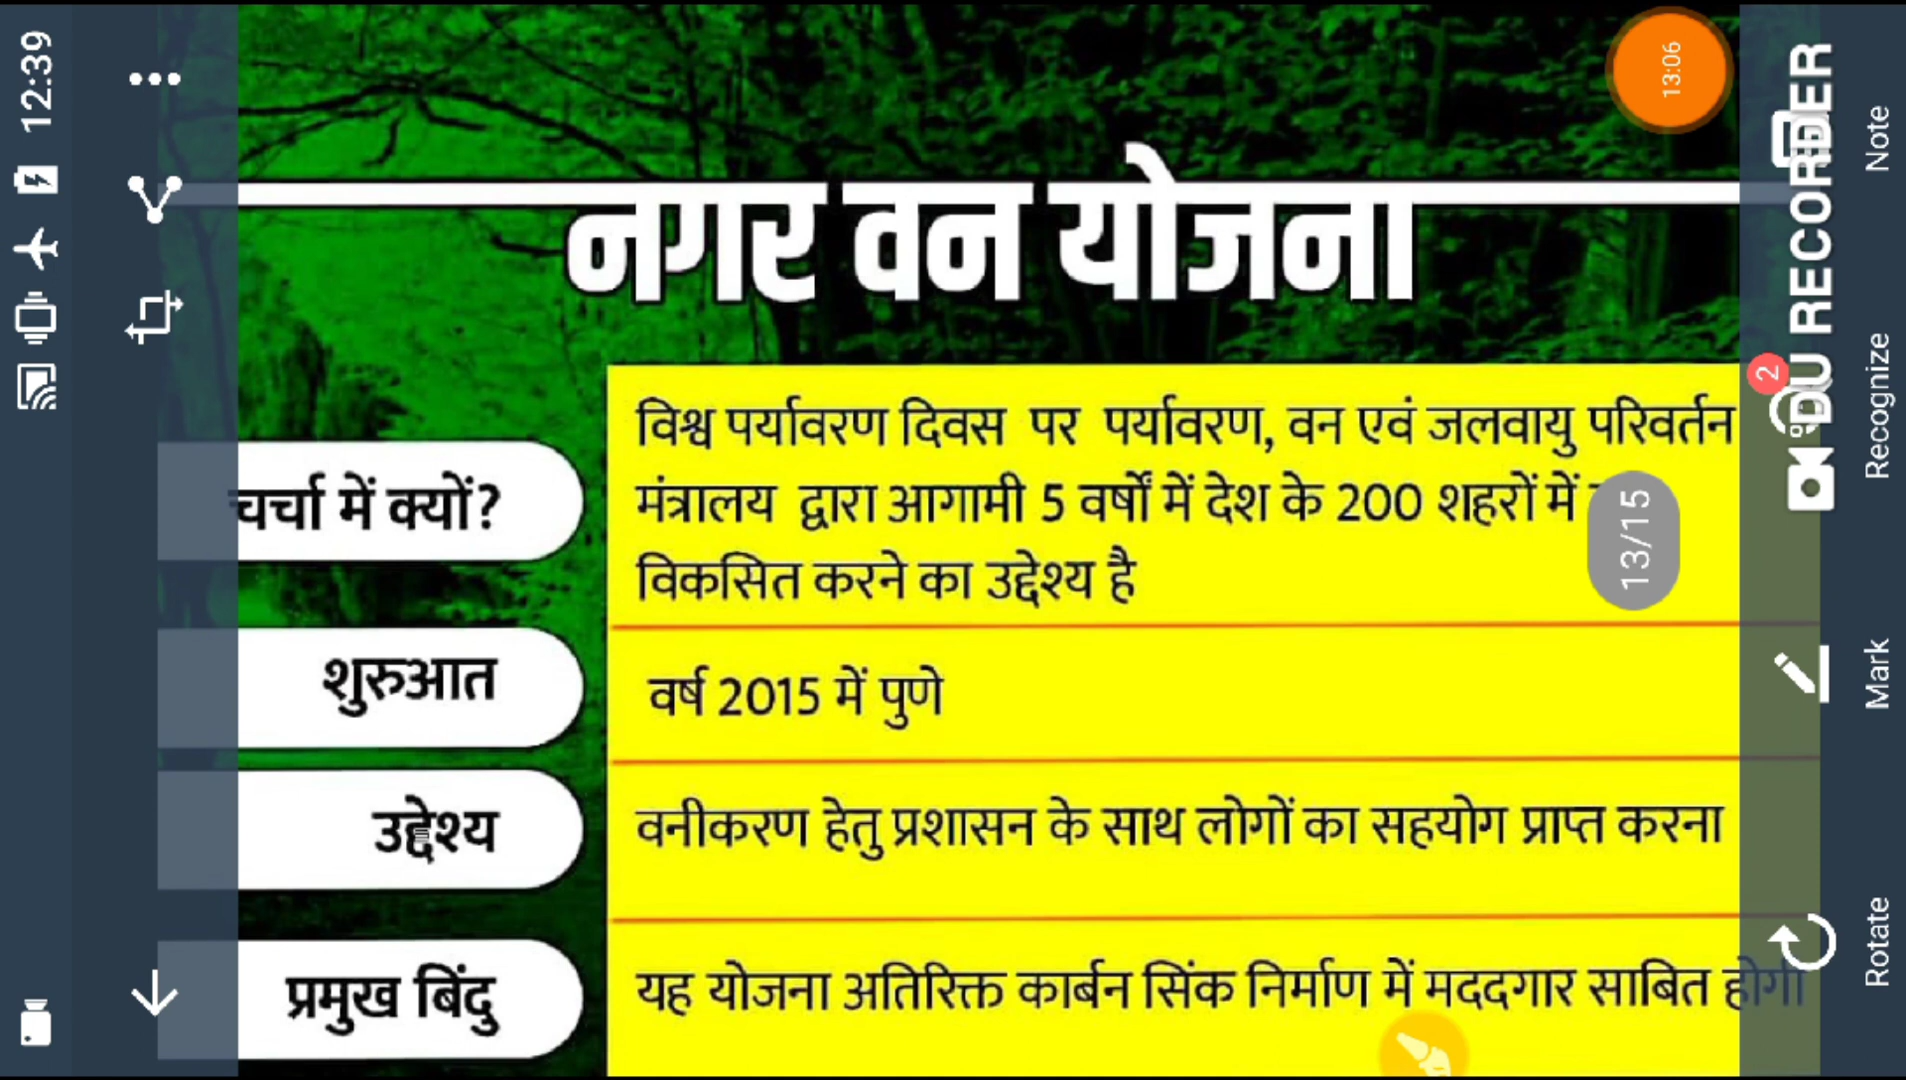 12:39
13:06
नगर वन योजना
चर्चा में क्यों?
विश्व पर्यावरण दिवस पर पर्यावरण, वन एवं जलवायु परिवर्तन
मंत्रालय द्वारा आगामी 5 वर्षों में देश के 200 शहरों में
विकसित करने का उद्देश्य है
शुरुआत
वर्ष 2015 में पुणे
उद्देश्य
वनीकरण हेतु प्रशासन के साथ लोगों का सहयोग प्राप्त करना
प्रमुख बिंदु
यह योजना अतिरिक्त कार्बन सिंक निर्माण में मददगार साबित होगी
13/15
2
DU RECORDER
Note
Recognize
Mark
Rotate